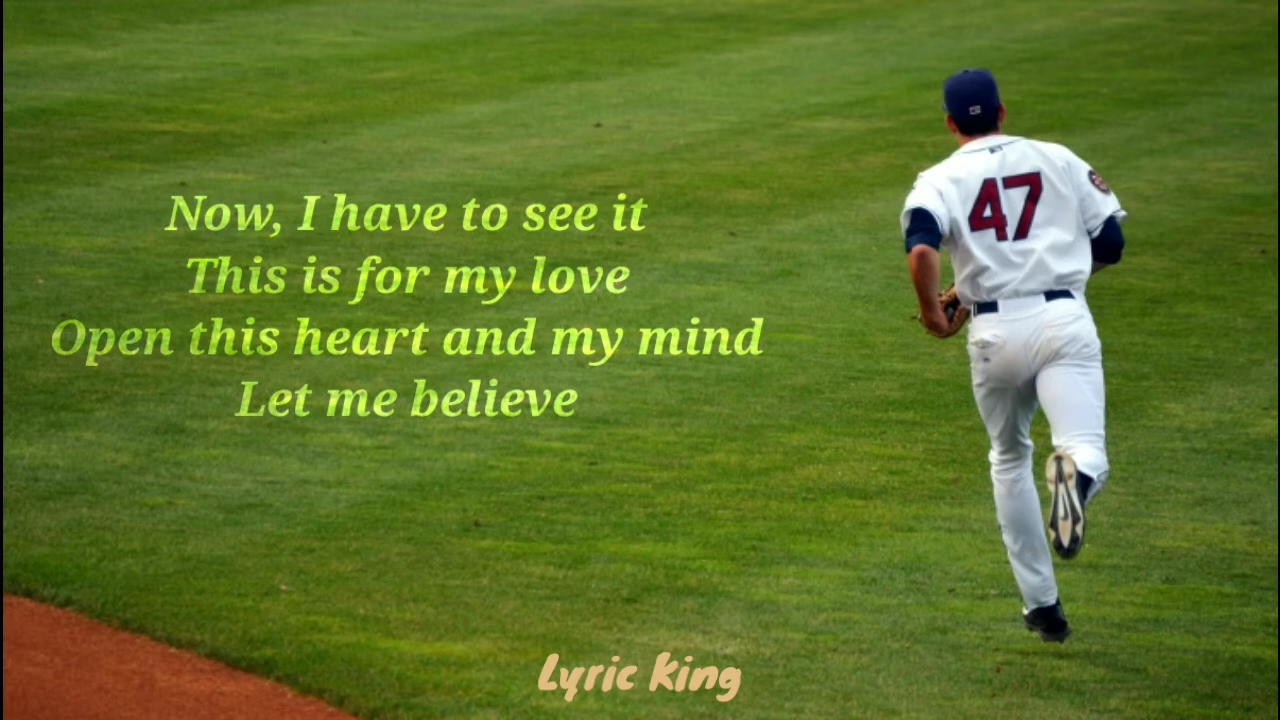 Now, I have to see it
This is for my love
Open this heart and my mind
Let me believe
47
Lyric King